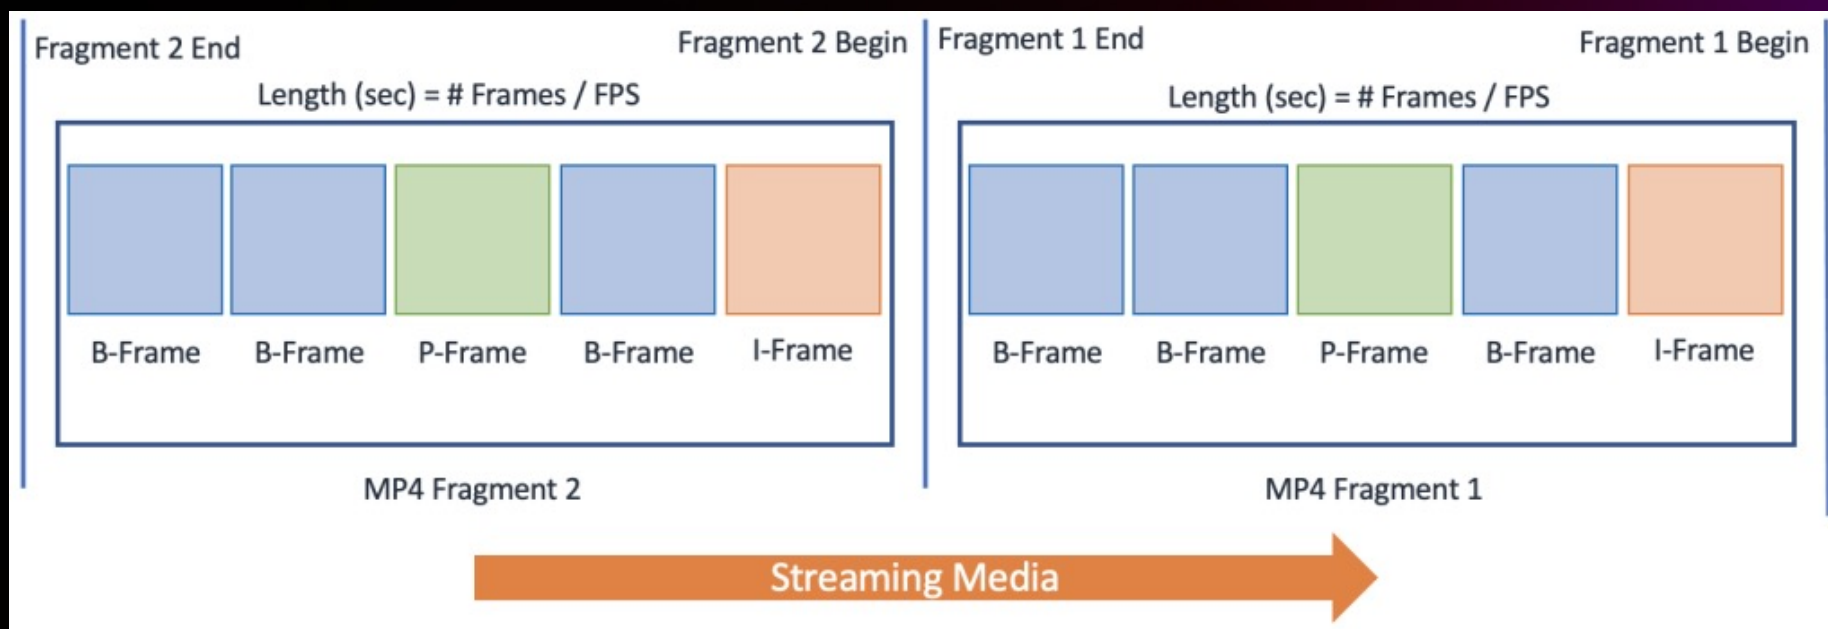 Fragment 2 End
Fragment 2 Begin
Length (sec) = # Frames / FPS
B-Frame
B-Frame
P-Frame
B-Frame
I-Frame
MP4 Fragment 2
Fragment 1 End
Fragment 1 Begin
Length (sec) = # Frames / FPS
B-Frame
B-Frame
P-Frame
B-Frame
I-Frame
MP4 Fragment 1
Streaming Media